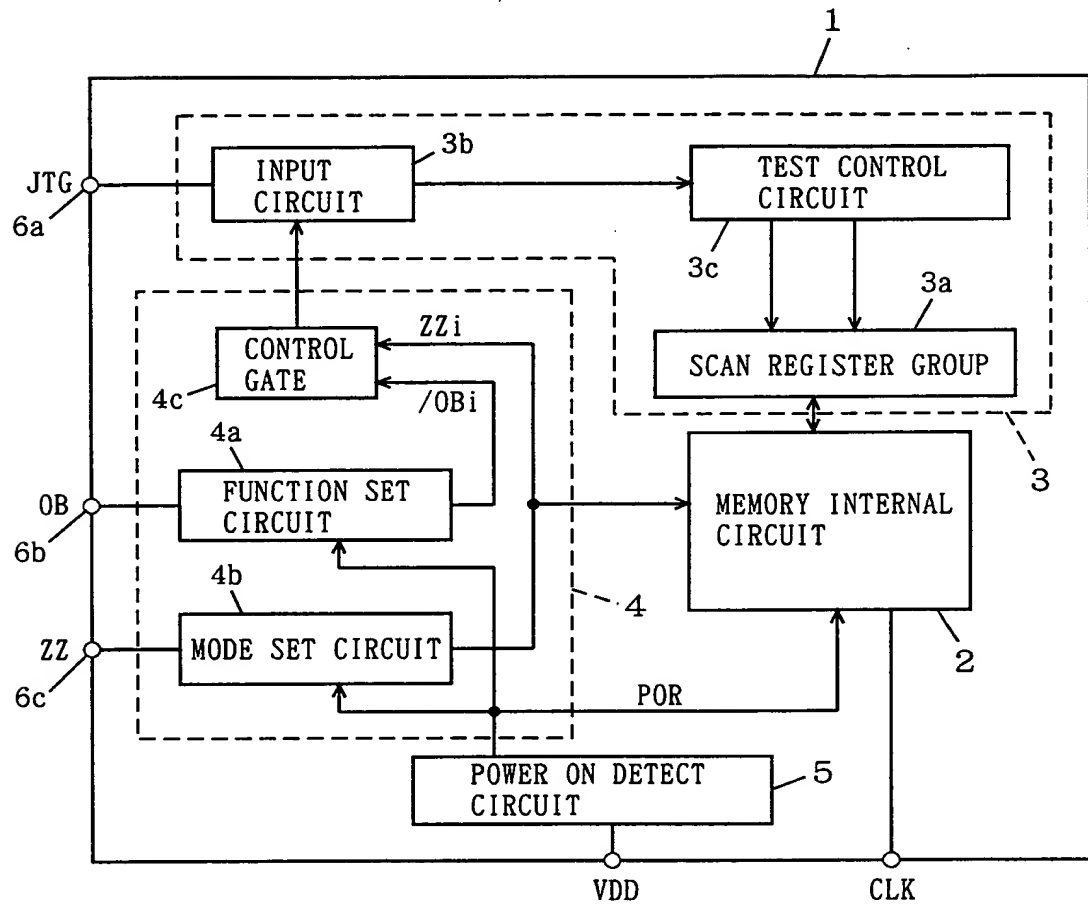 1
3b
INPUT
CIRCUIT
TEST CONTROL
CIRCUIT
JTG
6a
3c
3a
ZZi
CONTROL
GATE
SCAN REGISTER GROUP
4c
/OBi
4a
3
FUNCTION SET
CIRCUIT
MEMORY INTERNAL
CIRCUIT
OB
6b
4b
4
MODE SET CIRCUIT
ZZ
2
6c
POR
POWER ON DETECT
CIRCUIT
5
VDD
CLK